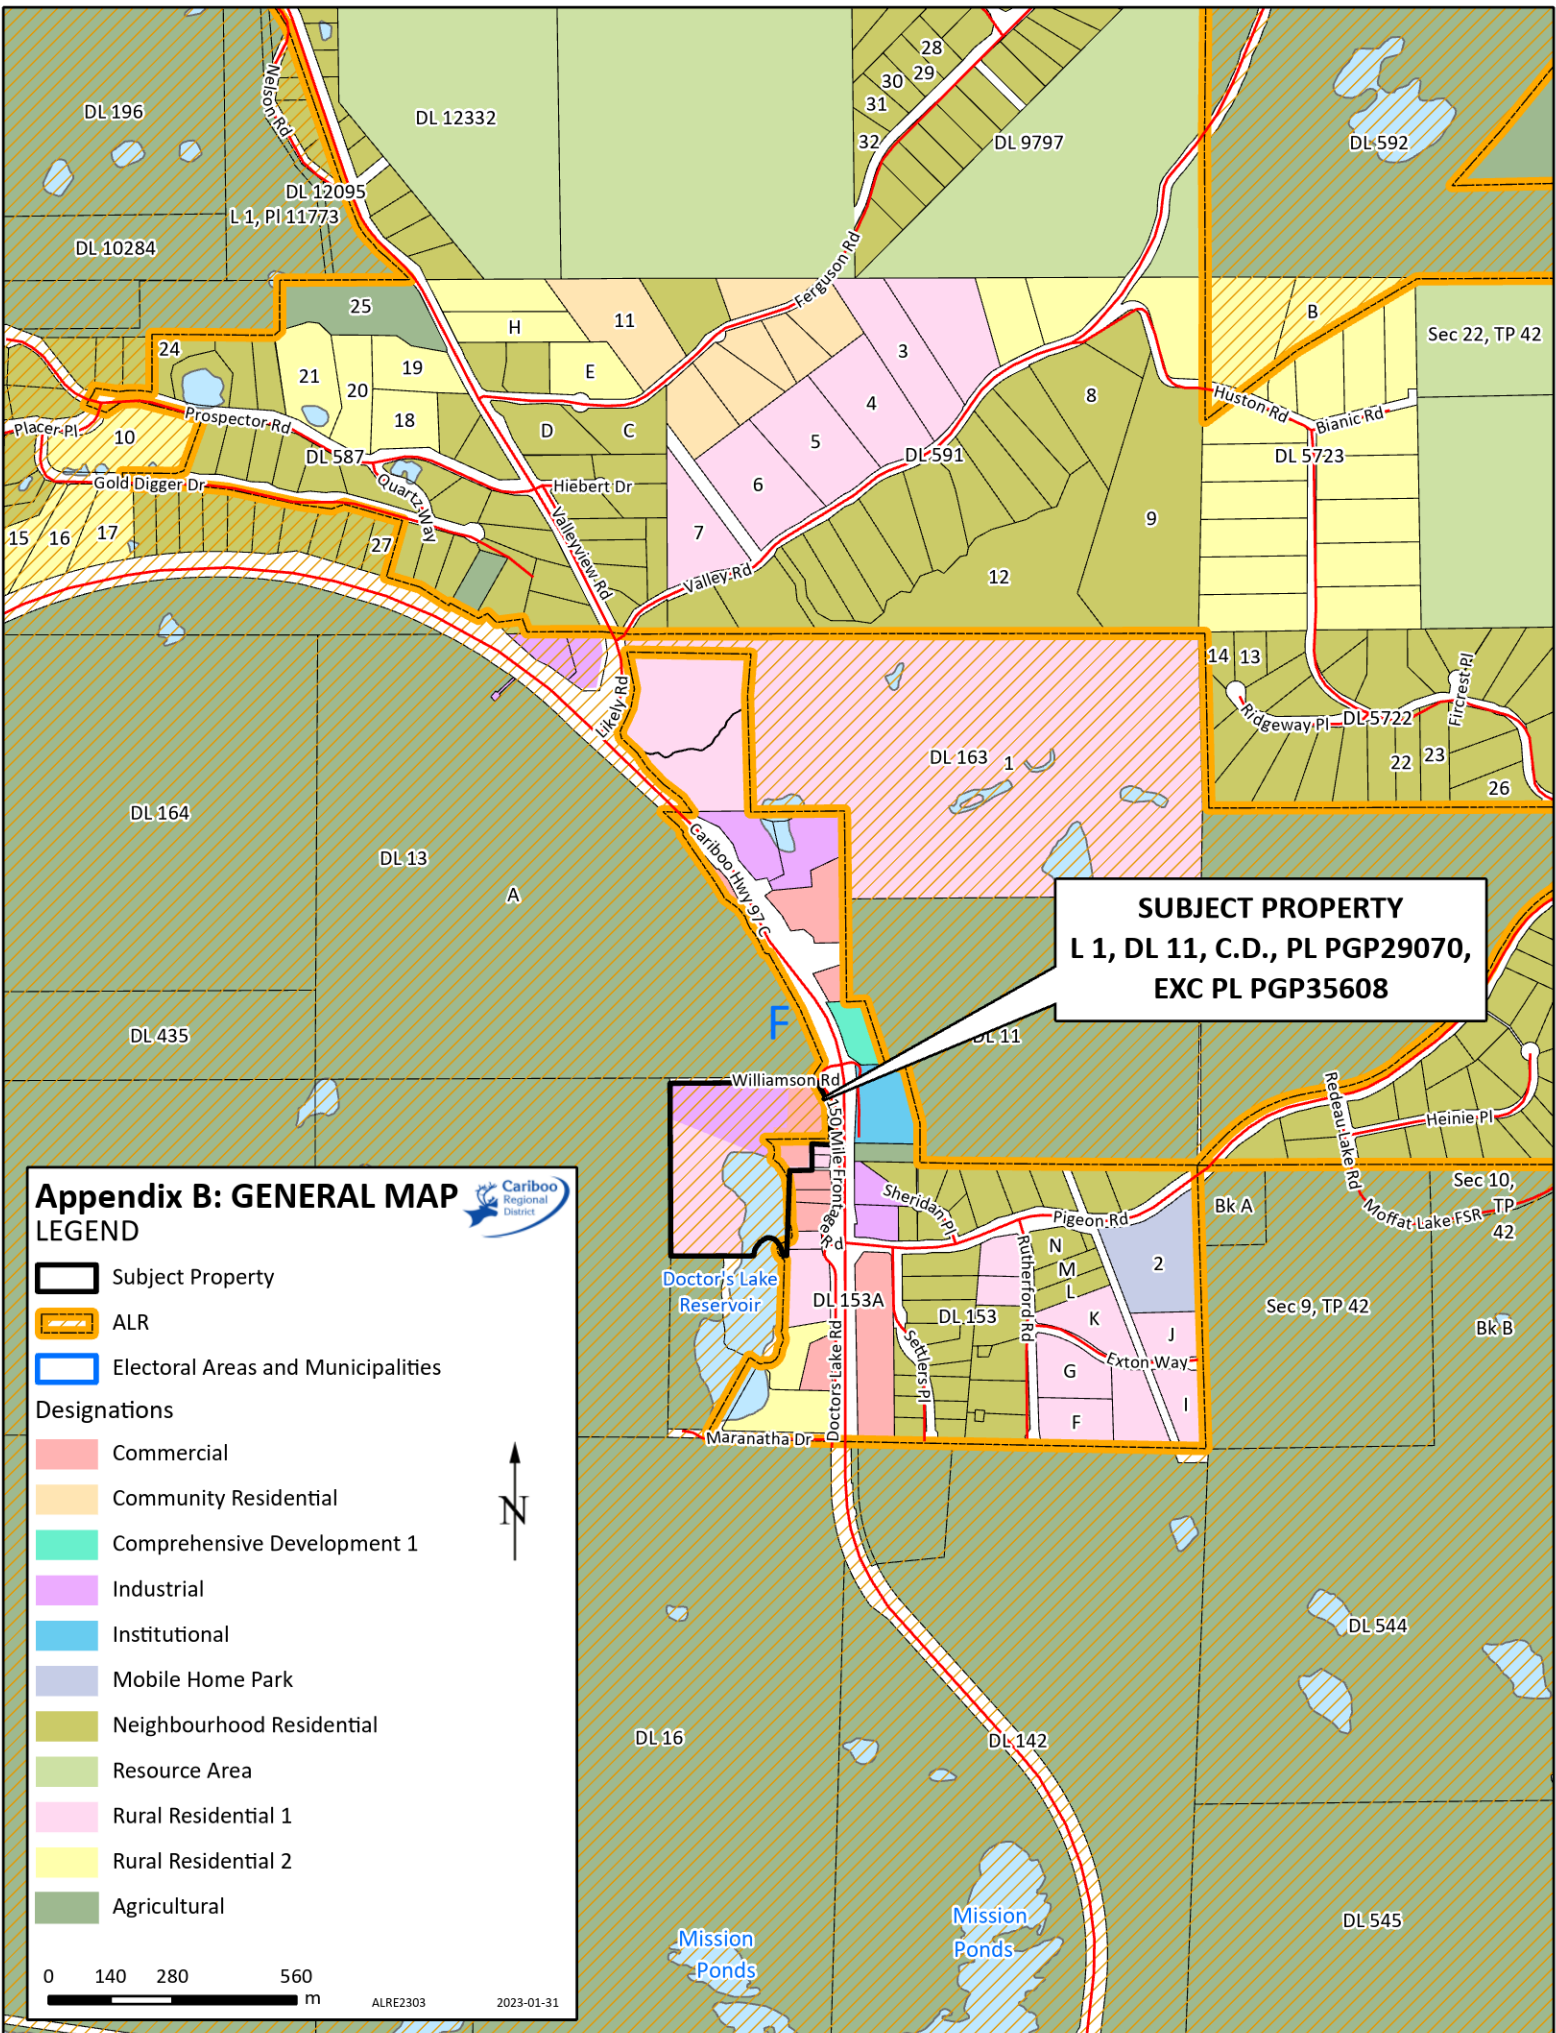 28
29
30
31
32
DL 196
Nelson Rd
DL 12332
DL 9797
DL 592
DL 12095
L 1, Pl 11773
DL 10284
Ferguson Rd
25
H
11
B
Sec 22, TP 42
24
3
19
E
21
20
4
8
Huston Rd
Bianic Rd
18
Prospector Rd
Placer Pl
10
D
C
5
DL 587
DL 591
DL 5723
Gold Digger Dr
Quartz Way
Hiebert Dr
6
9
15
16
17
27
Valleyview Rd
7
Valley Rd
12
14
13
Fircrest Pl
Likely Rd
Ridgeway Pl
DL 5722
DL 163
1
22
23
26
DL 164
DL 13
Cariboo Hwy 97 C
A
SUBJECT PROPERTY
L 1, DL 11, C.D., PL PGP29070,
EXC PL PGP35608
F
DL 435
DL 11
Williamson Rd
150 Mile Frontage Rd
Redeau Lake Rd
Heinie Pl
Sheridan Pl
Pigeon Rd
Bk A
Sec 10,
TP
42
Moffat Lake FSR
Rutherford Rd
N
M
L
2
Doctor's Lake
Reservoir
DL 153A
DL 153
K
J
Sec 9, TP 42
Bk B
Doctors Lake Rd
Settlers Pl
Exton Way
G
F
I
Maranatha Dr
DL 544
DL 16
DL 142
DL 545
Mission
Ponds
Mission
Ponds
Appendix B: GENERAL MAP
Cariboo
Regional
District
LEGEND
Subject Property
ALR
Electoral Areas and Municipalities
Designations
Commercial
Community Residential
Comprehensive Development 1
Industrial
Institutional
Mobile Home Park
Neighbourhood Residential
Resource Area
Rural Residential 1
Rural Residential 2
Agricultural
N
0 140 280 560
m
ALRE2303 2023-01-31